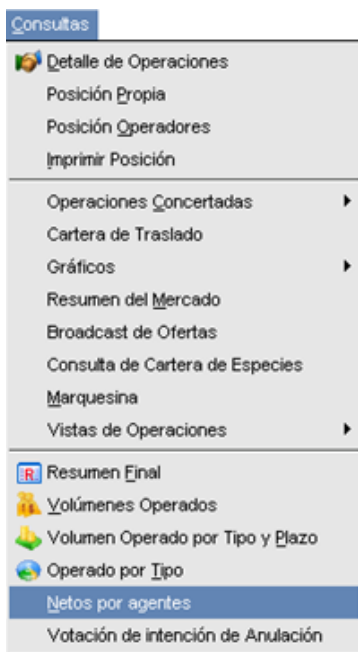 Consultas
Detalle de Operaciones
Posición Propia
Posición Operadores
Imprimir Posición
Operaciones Concertadas
Cartera de Traslado
Gráficos
Resumen del Mercado
Broadcast de Ofertas
Consulta de Cartera de Especies
Marquesina
Vistas de Operaciones
R Resumen Final
Volúmenes Operados
Volumen Operado por Tipo y Plazo
Operado por Tipo
Netos por agentes
Votación de intención de Anulación